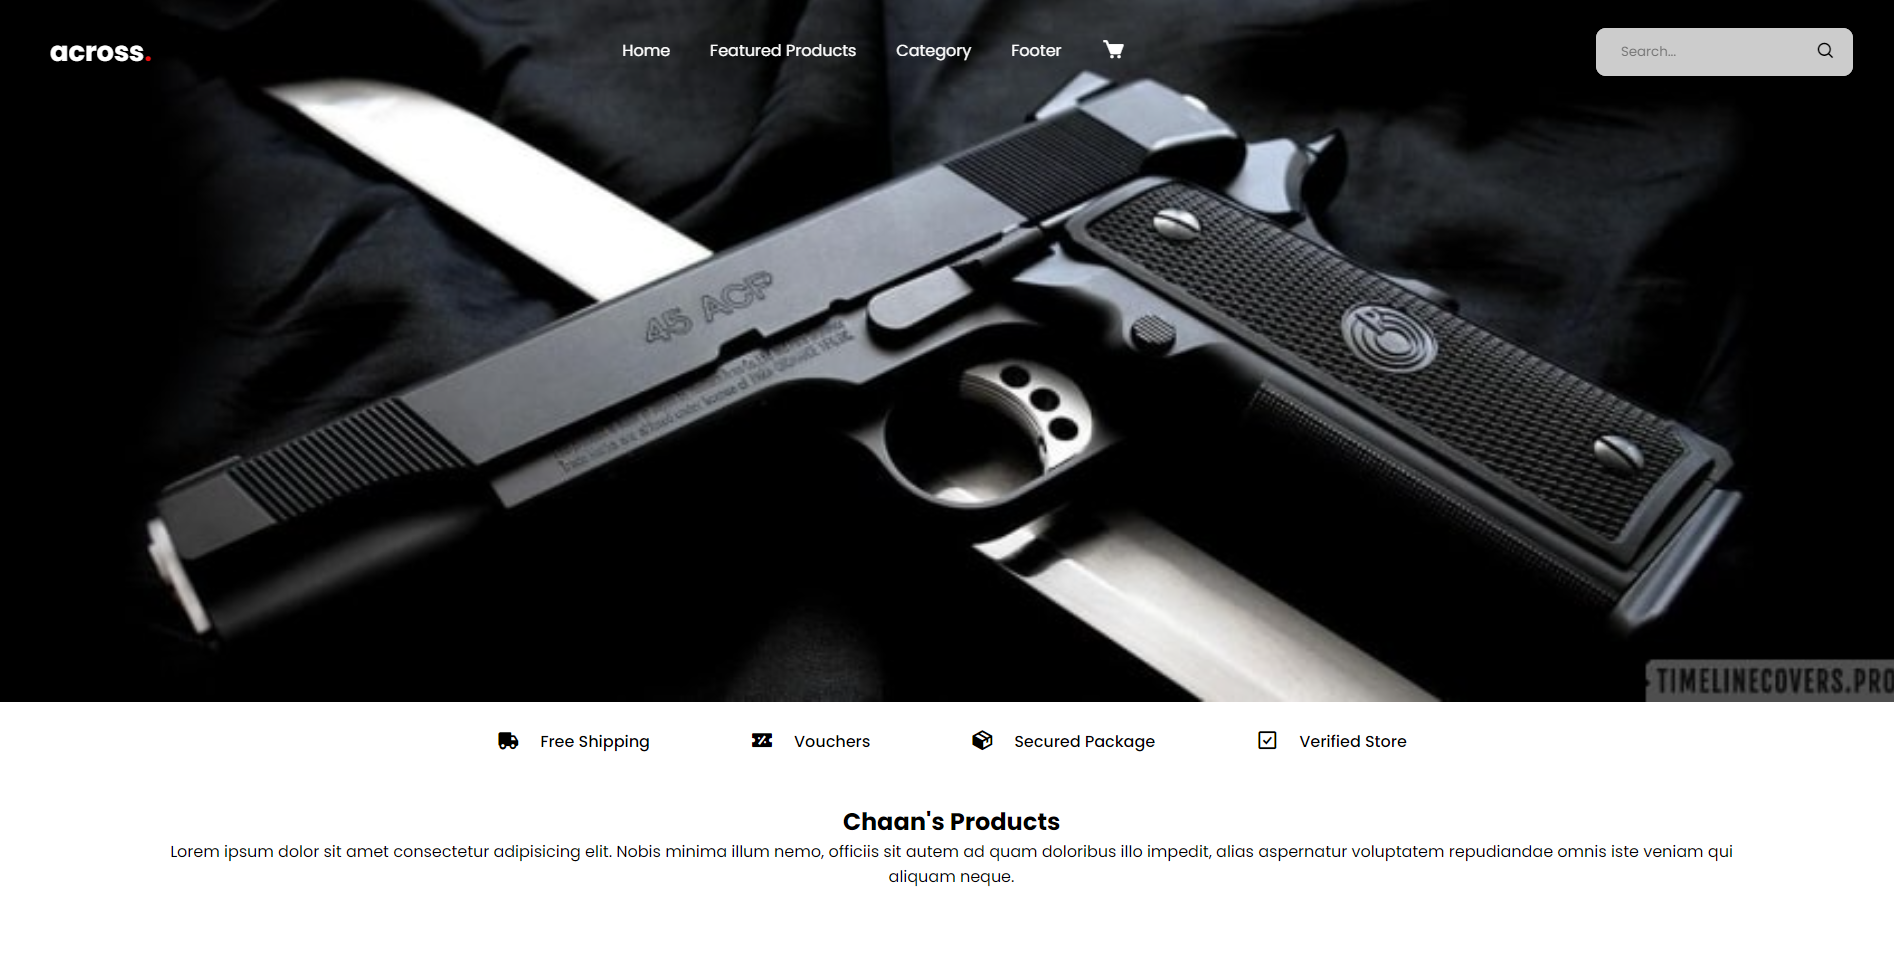 across.
Home
Featured Products
Category
Footer
Search...
45 ACP
TIMELINECOVERS.PRO
Free Shipping
Vouchers
Secured Package
Verified Store
Chaan's Products
Lorem ipsum dolor sit amet consectetur adipisicing elit. Nobis minima illum nemo, officiis sit autem ad quam doloribus illo impedit, alias aspernatur voluptatem repudiandae omnis iste veniam qui
aliquam neque.